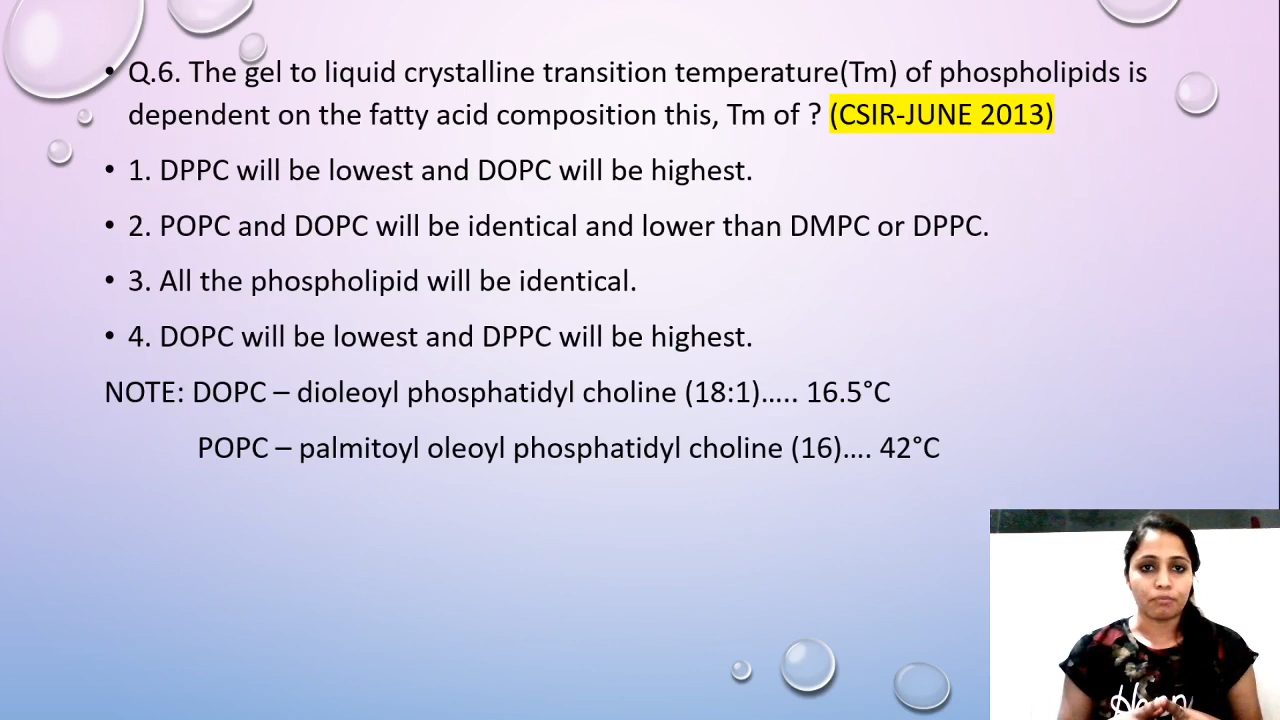 • Q.6. The gel to liquid crystalline transition temperature(Tm) of phospholipids is
dependent on the fatty acid composition this, Tm of ? (CSIR-JUNE 2013)
• 1. DPPC will be lowest and DOPC will be highest.
• 2. POPC and DOPC will be identical and lower than DMPC or DPPC.
• 3. All the phospholipid will be identical.
• 4. DOPC will be lowest and DPPC will be highest.
NOTE: DOPC – dioleoyl phosphatidyl choline (18:1)..... 16.5°C
POPC – palmitoyl oleoyl phosphatidyl choline (16).... 42°C